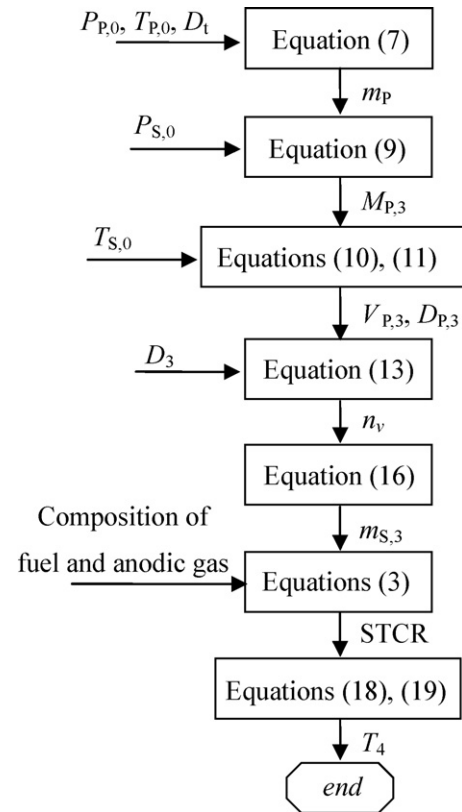 P_P,0, T_P,0, D_t
Equation (7)
m_P
P_S,0
Equation (9)
M_P,3
T_S,0
Equations (10), (11)
V_P,3, D_P,3
D_3
Equation (13)
n_v
Equation (16)
m_S,3
Composition of
fuel and anodic gas
Equations (3)
STCR
Equations (18), (19)
T_4
end